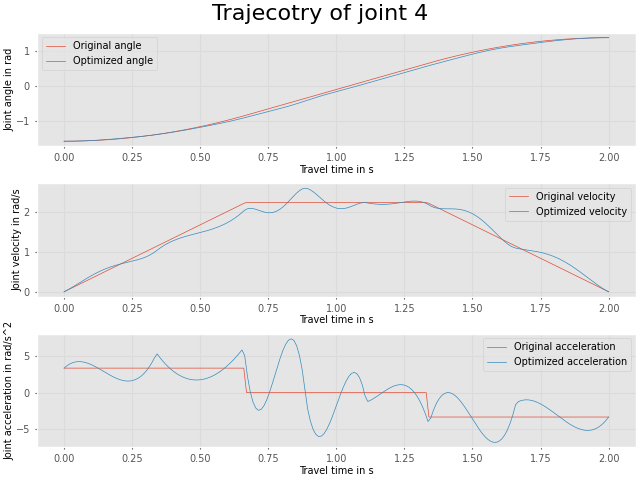 Trajecotry of joint 4
Original angle
Optimized angle
Joint angle in rad
1
0
−1
0.00 0.25 0.50 0.75 1.00 1.25 1.50 1.75 2.00
Travel time in s
Original velocity
Optimized velocity
Joint velocity in rad/s
2
1
0
0.00 0.25 0.50 0.75 1.00 1.25 1.50 1.75 2.00
Travel time in s
Original acceleration
Optimized acceleration
Joint acceleration in rad/s^2
5
0
−5
0.00 0.25 0.50 0.75 1.00 1.25 1.50 1.75 2.00
Travel time in s